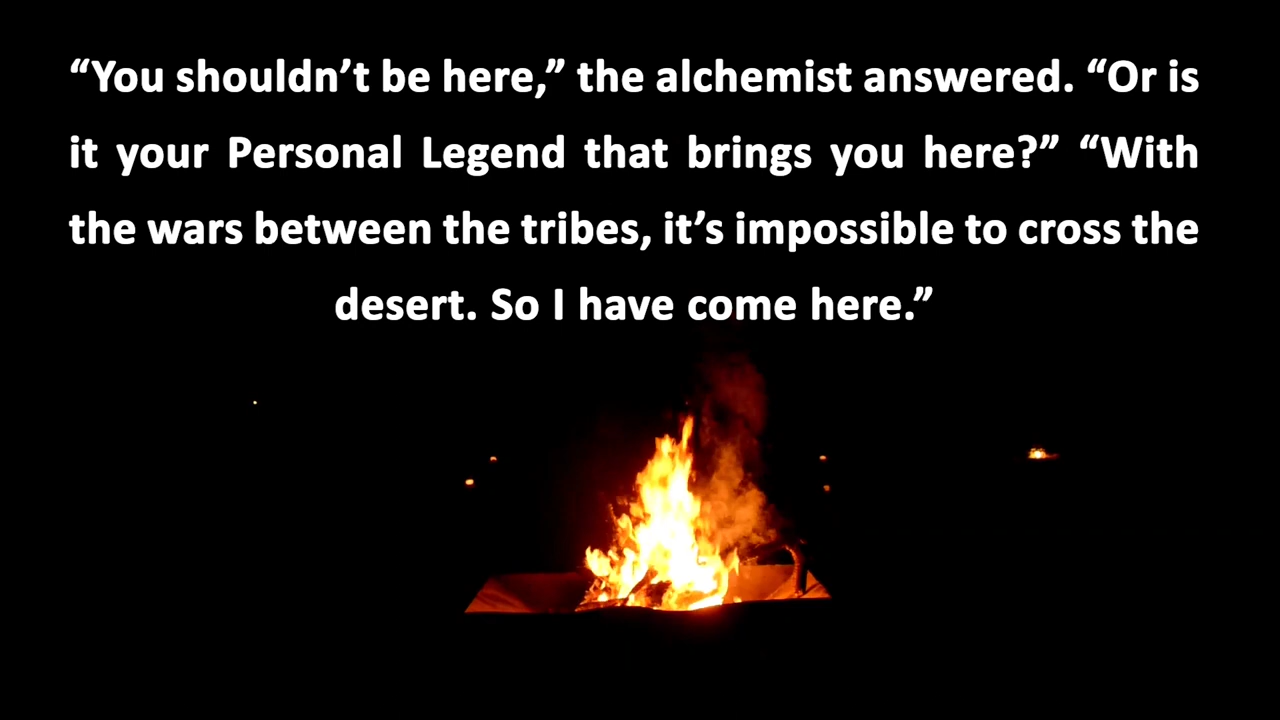 “You shouldn’t be here,” the alchemist answered. “Or is
it your Personal Legend that brings you here?” “With
the wars between the tribes, it’s impossible to cross the
desert. So I have come here.”